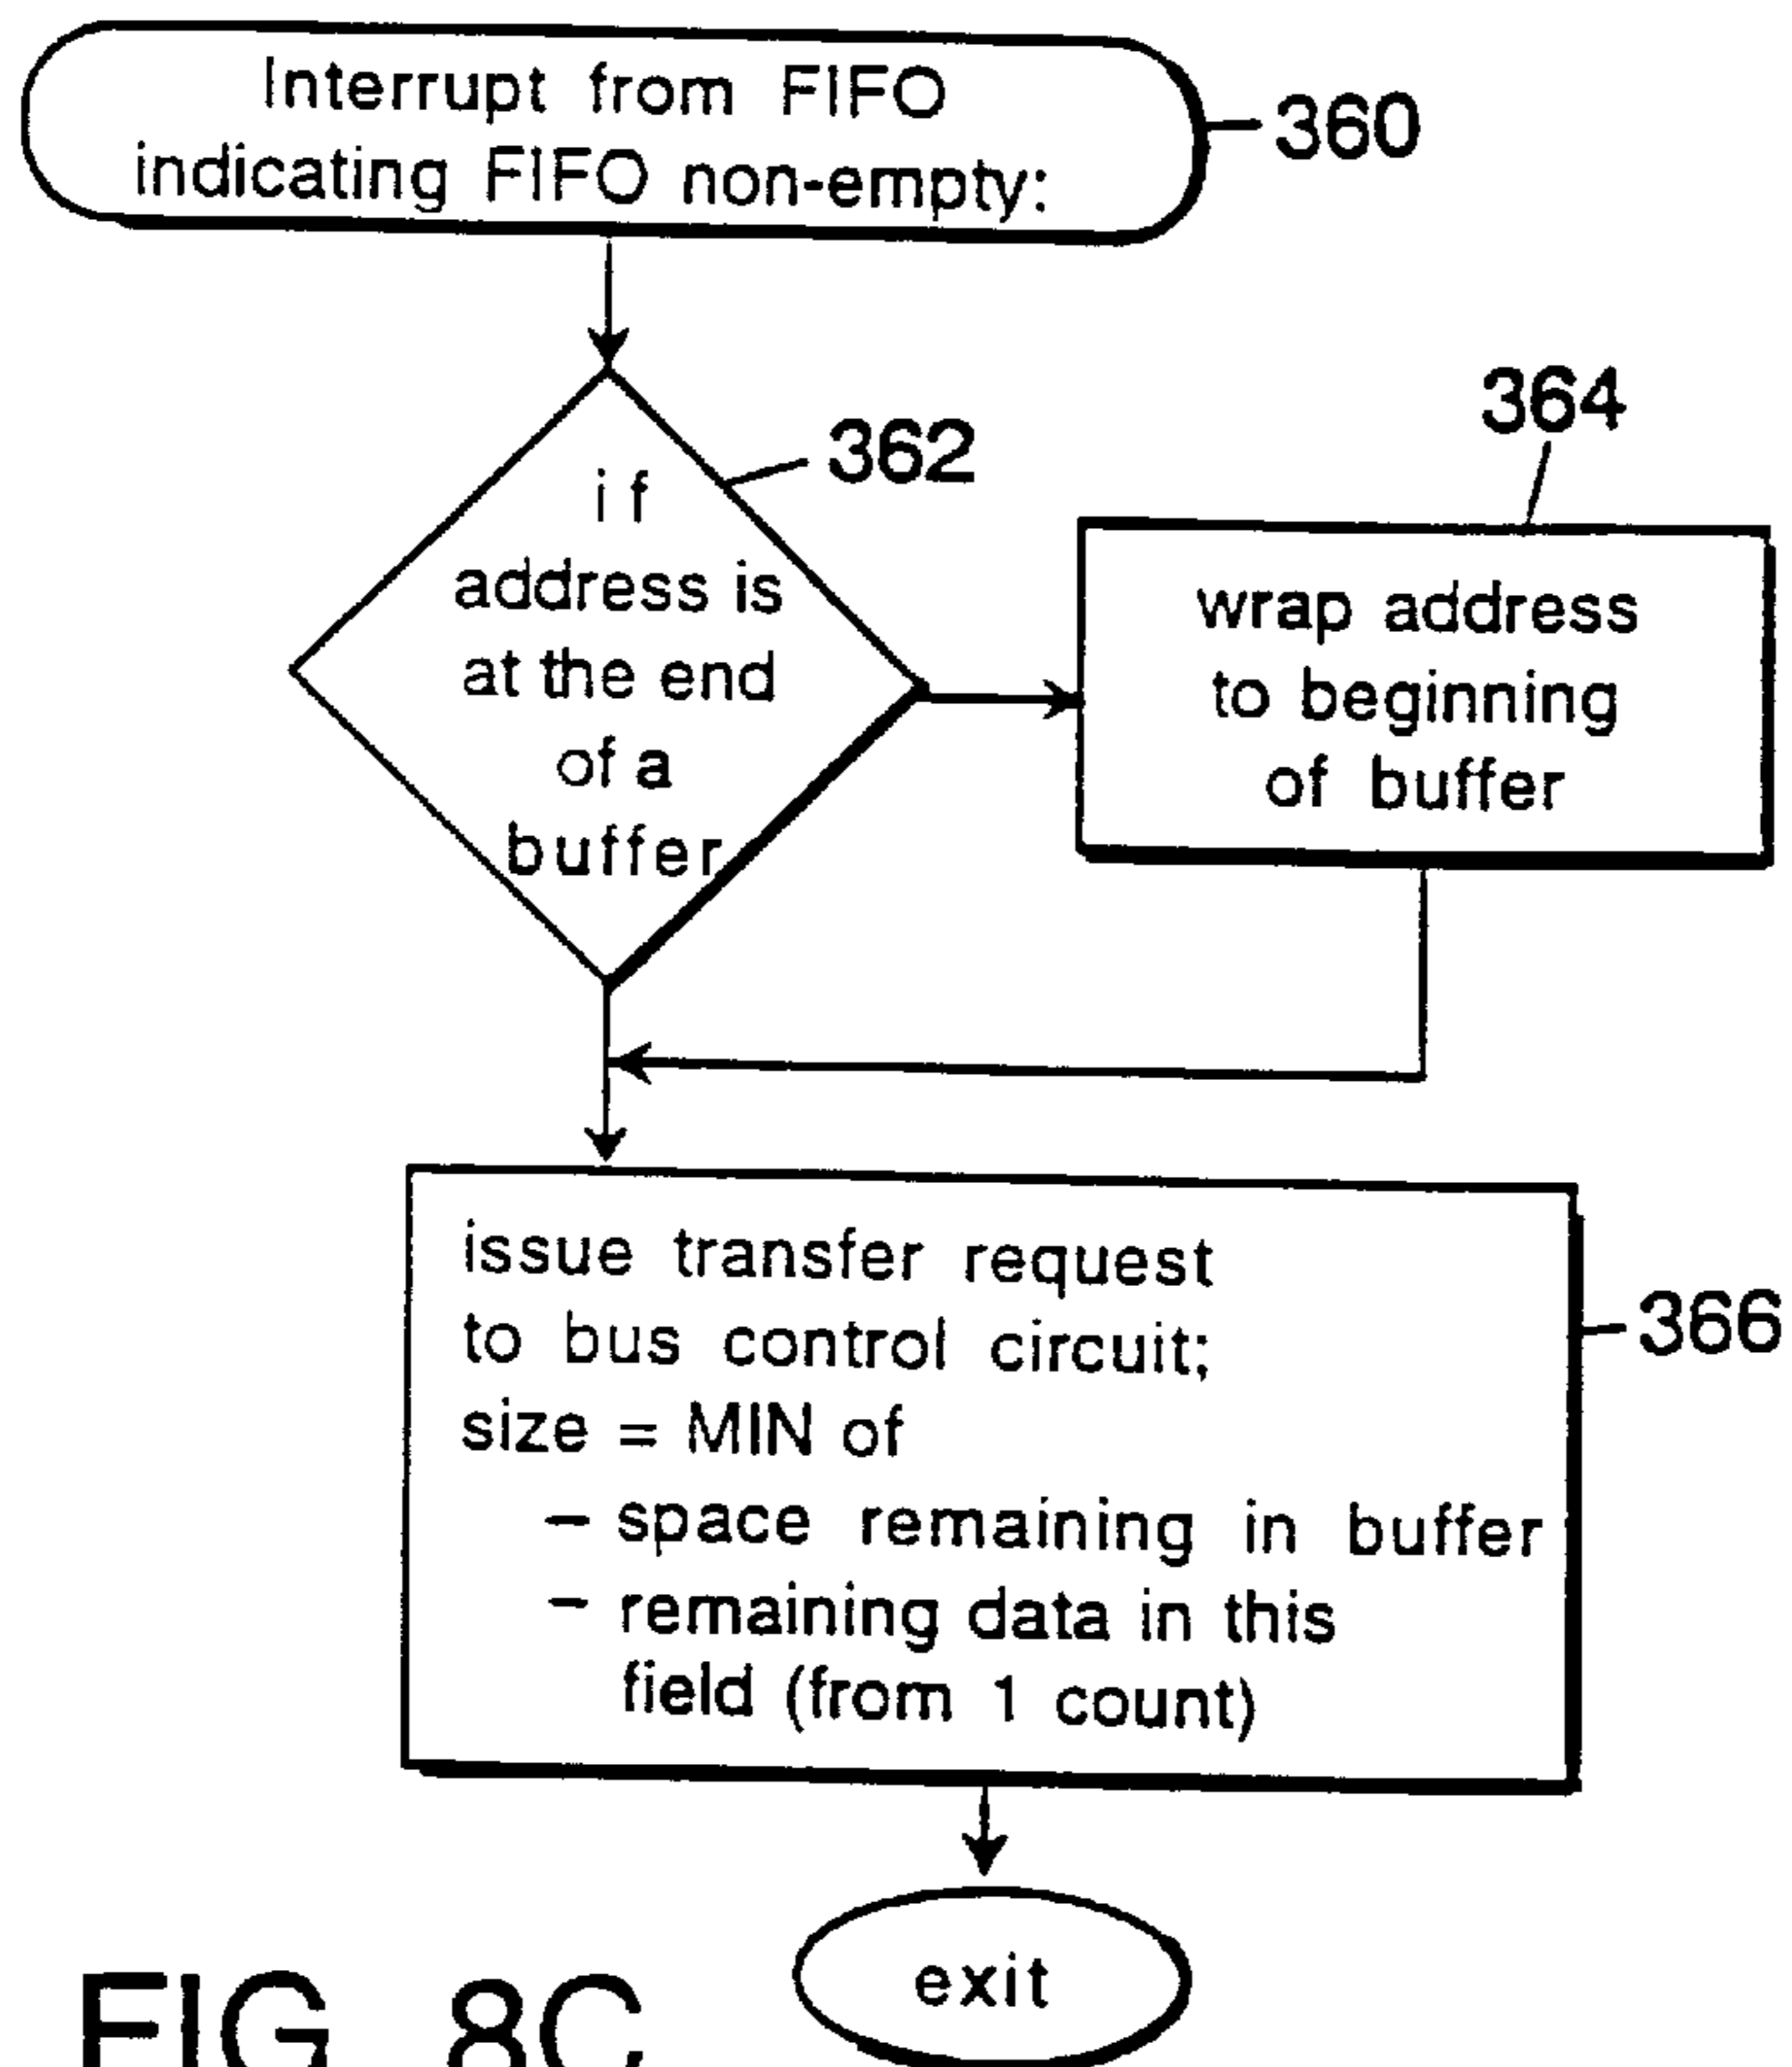 Interrupt from FIFO
indicating FIFO non-empty:
360
362
if
address is
at the end
of a
buffer
364
wrap address
to beginning
of buffer
issue transfer request
to bus control circuit;
size = MIN of
– space remaining in buffer
– remaining data in this
field (from 1 count)
366
exit
FIG 8C